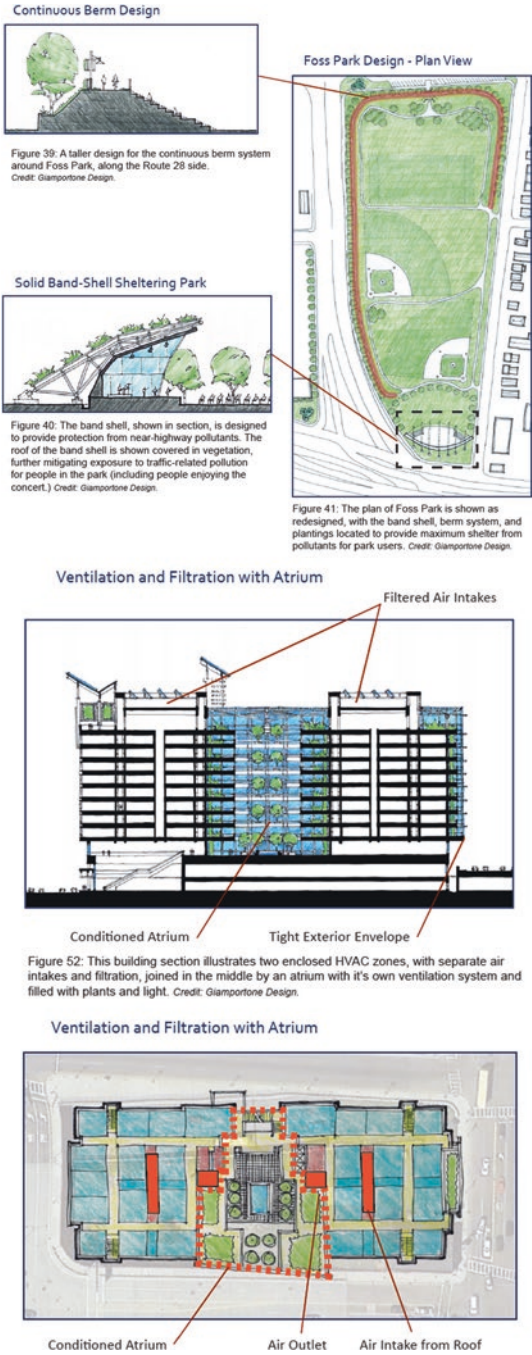 Continuous Berm Design
Figure 39: A taller design for the continuous berm system
around Foss Park, along the Route 28 side.
Credit: Giamportone Design.
Foss Park Design - Plan View
Solid Band-Shell Sheltering Park
Figure 40: The band shell, shown in section, is designed
to provide protection from near-highway pollutants. The
roof of the band shell is shown covered in vegetation,
further mitigating exposure to traffic-related pollution
for people in the park (including people enjoying the
concert.) Credit: Giamportone Design.
Figure 41: The plan of Foss Park is shown as
redesigned, with the band shell, berm system, and
plantings located to provide maximum shelter from
pollutants for park users. Credit: Giamportone Design.
Ventilation and Filtration with Atrium
Filtered Air Intakes
Conditioned Atrium
Tight Exterior Envelope
Figure 52: This building section illustrates two enclosed HVAC zones, with separate air
intakes and filtration, joined in the middle by an atrium with it's own ventilation system and
filled with plants and light. Credit: Giamportone Design.
Ventilation and Filtration with Atrium
Conditioned Atrium
Air Outlet
Air Intake from Roof